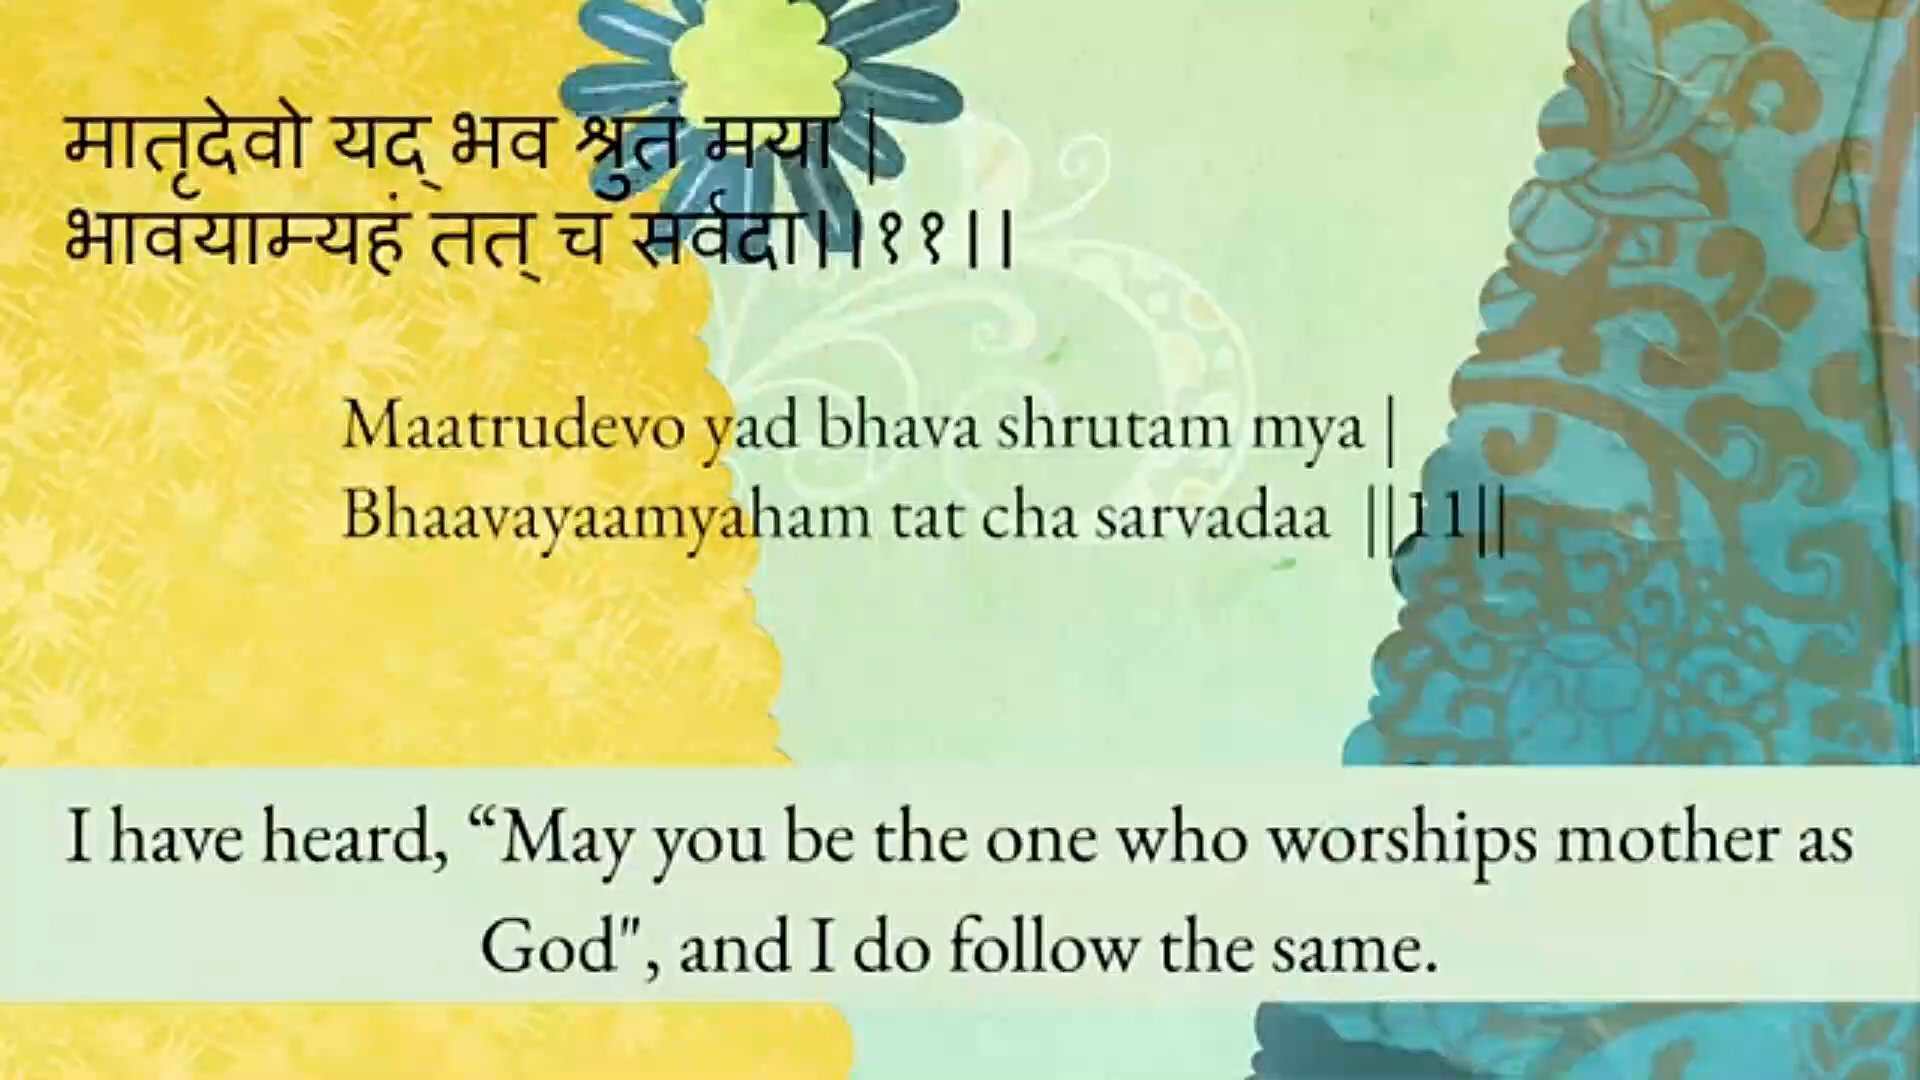 मातृदेवो यद् भव श्रुतं मया |
भावयाम्यहं तत् च सर्वदा||११||
Maatrudevo yad bhava shrutam mya |
Bhaavayaamyaham tat cha sarvadaa ||11||
I have heard, “May you be the one who worships mother as
God", and I do follow the same.